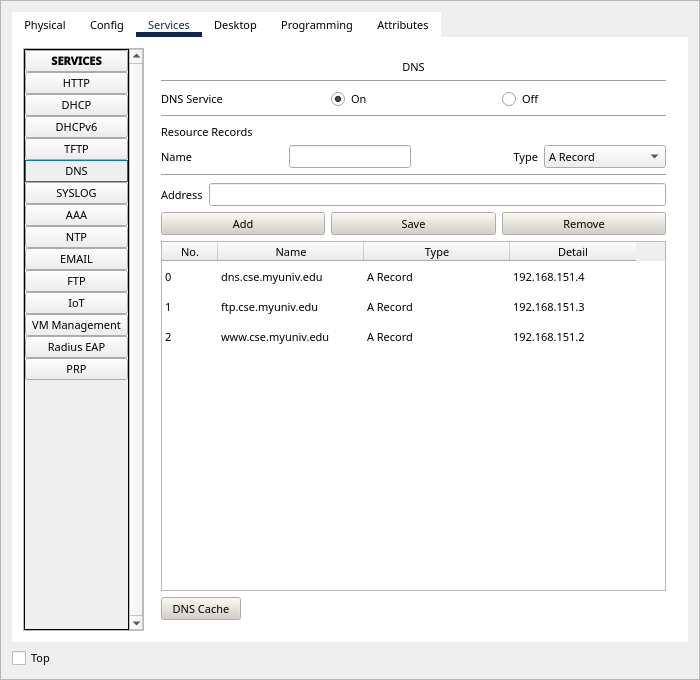 Physical Config Services Desktop Programming Attributes
SERVICES
HTTP
DHCP
DHCPv6
TFTP
DNS
SYSLOG
AAA
NTP
EMAIL
FTP
IoT
VM Management
Radius EAP
PRP
DNS
DNS Service On Off
Resource Records
Name Type A Record
Address
Add Save Remove
No. Name Type Detail
0 dns.cse.myuniv.edu A Record 192.168.151.4
1 ftp.cse.myuniv.edu A Record 192.168.151.3
2 www.cse.myuniv.edu A Record 192.168.151.2
DNS Cache
Top